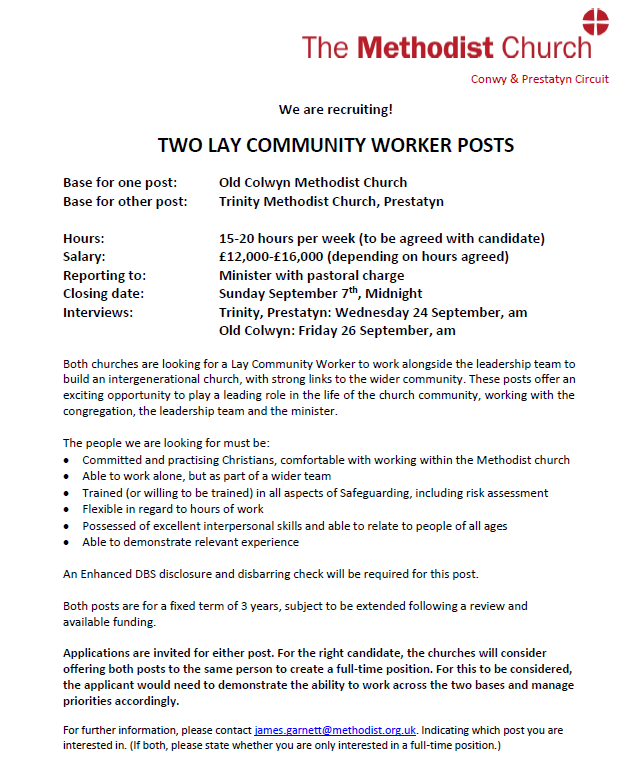 The Methodist Church
Conwy & Prestatyn Circuit
We are recruiting!
TWO LAY COMMUNITY WORKER POSTS
Base for one post: Old Colwyn Methodist Church
Base for other post: Trinity Methodist Church, Prestatyn
Hours: 15-20 hours per week (to be agreed with candidate)
Salary: £12,000-£16,000 (depending on hours agreed)
Reporting to: Minister with pastoral charge
Closing date: Sunday September 7th, Midnight
Interviews: Trinity, Prestatyn: Wednesday 24 September, am
Old Colwyn: Friday 26 September, am
Both churches are looking for a Lay Community Worker to work alongside the leadership team to
build an intergenerational church, with strong links to the wider community. These posts offer an
exciting opportunity to play a leading role in the life of the church community, working with the
congregation, the leadership team and the minister.
The people we are looking for must be:
• Committed and practising Christians, comfortable with working within the Methodist church
• Able to work alone, but as part of a wider team
• Trained (or willing to be trained) in all aspects of Safeguarding, including risk assessment
• Flexible in regard to hours of work
• Possessed of excellent interpersonal skills and able to relate to people of all ages
• Able to demonstrate relevant experience
An Enhanced DBS disclosure and disbarring check will be required for this post.
Both posts are for a fixed term of 3 years, subject to be extended following a review and
available funding.
Applications are invited for either post. For the right candidate, the churches will consider
offering both posts to the same person to create a full-time position. For this to be considered,
the applicant would need to demonstrate the ability to work across the two bases and manage
priorities accordingly.
For further information, please contact james.garnett@methodist.org.uk. Indicating which post you are
interested in. (If both, please state whether you are only interested in a full-time position.)